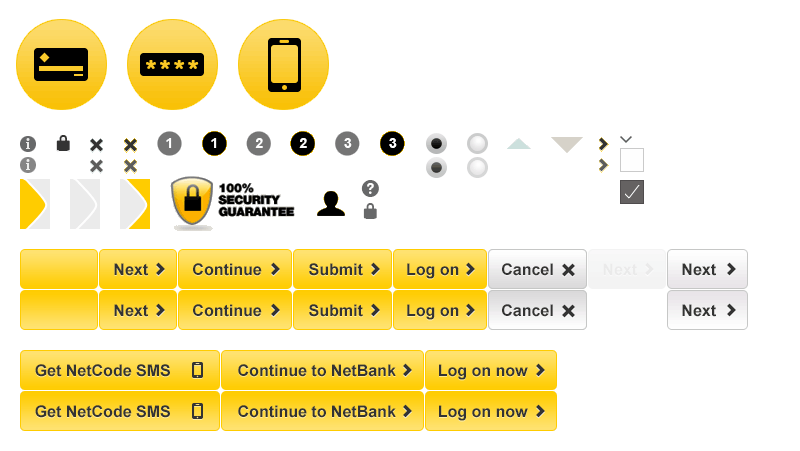 ****
1 1 2 2 3 3
100%
SECURITY
GUARANTEE
?
Next Continue Submit Log on Cancel Next Next
Next Continue Submit Log on Cancel Next
Get NetCode SMS Continue to NetBank Log on now
Get NetCode SMS Continue to NetBank Log on now